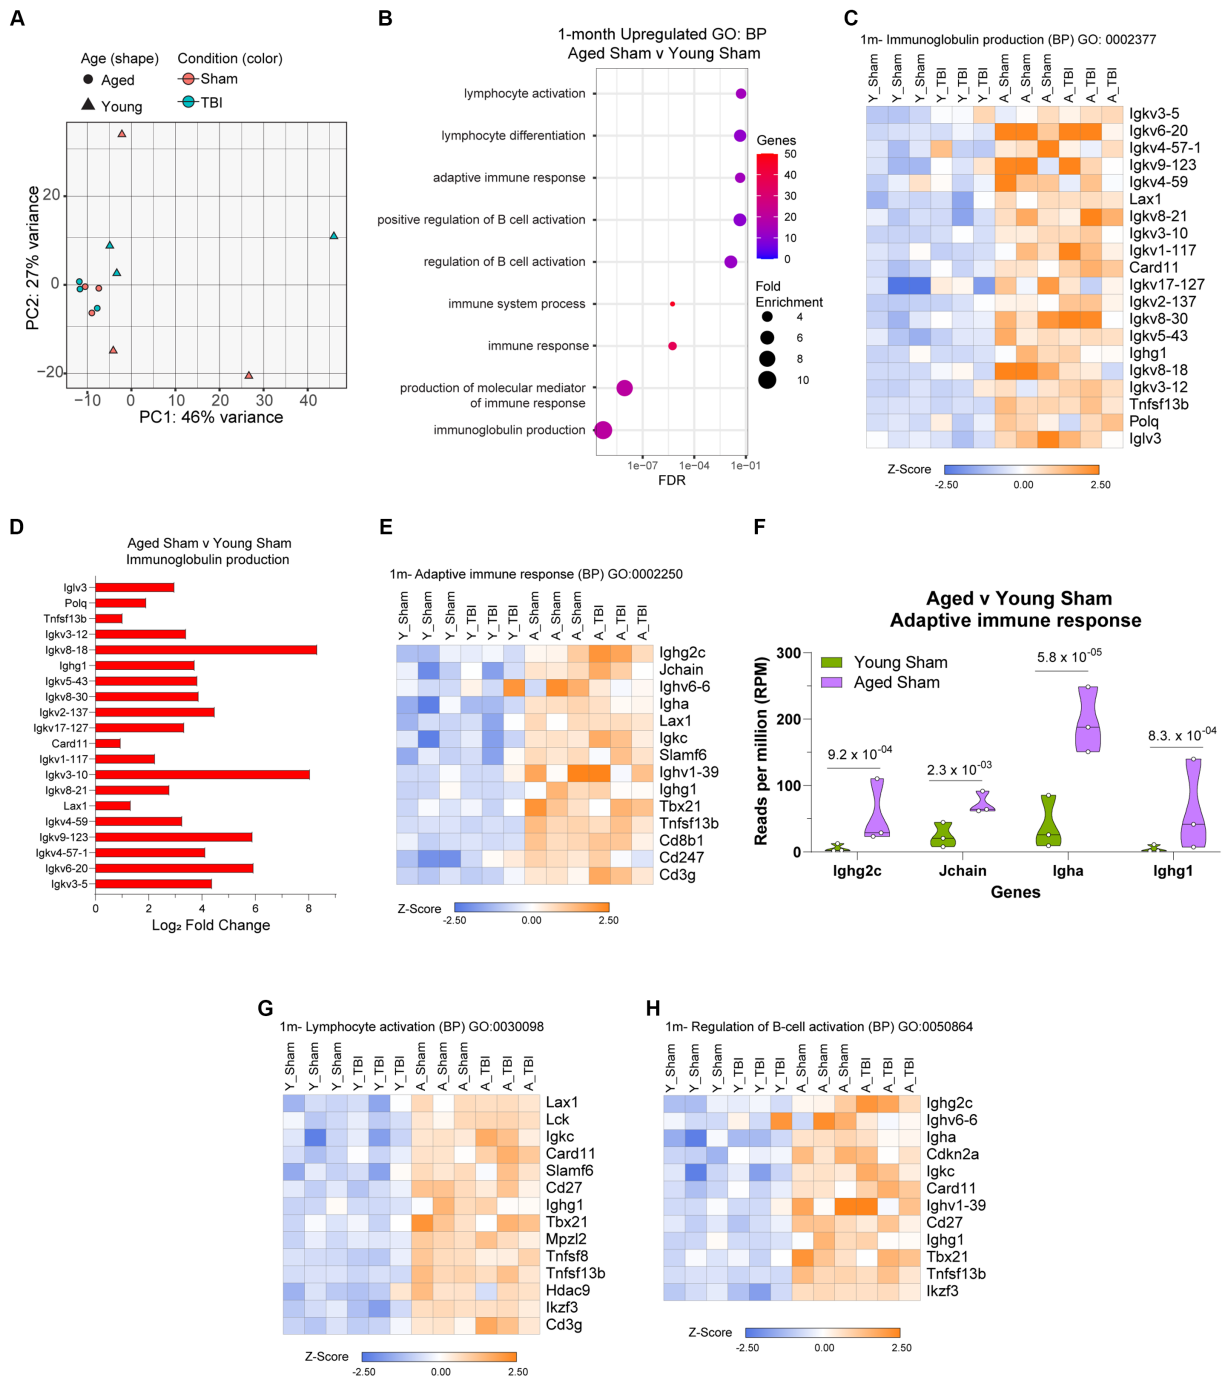 A
Age (shape)
Condition (color)
Aged
Sham
Young
TBI
PC2: 27% variance
20
0
−20
−10
0
10
20
30
40
PC1: 46% variance
B
1-month Upregulated GO: BP
Aged Sham v Young Sham
lymphocyte activation
lymphocyte differentiation
adaptive immune response
positive regulation of B cell activation
regulation of B cell activation
immune system process
immune response
production of molecular mediator
of immune response
immunoglobulin production
1e-07
1e-04
1e-01
FDR
Genes
50
40
30
20
10
0
Fold
Enrichment
4
6
8
10
C
1m- Immunoglobulin production (BP) GO: 0002377
Y_Sham
Y_Sham
Y_Sham
Y_TBI
Y_TBI
Y_TBI
A_Sham
A_Sham
A_Sham
A_TBI
A_TBI
A_TBI
Igkv3-5
Igkv6-20
Igkv4-57-1
Igkv9-123
Igkv4-59
Lax1
Igkv8-21
Igkv3-10
Igkv1-117
Card11
Igkv17-127
Igkv2-137
Igkv8-30
Igkv5-43
Ighg1
Igkv8-18
Igkv3-12
Tnfsf13b
Polq
Iglv3
Z-Score
-2.50
0.00
2.50
D
Aged Sham v Young Sham
Immunoglobulin production
Iglv3
Polq
Tnfsf13b
Igkv3-12
Igkv8-18
Ighg1
Igkv5-43
Igkv8-30
Igkv2-137
Igkv17-127
Card11
Igkv1-117
Igkv3-10
Igkv8-21
Lax1
Igkv4-59
Igkv9-123
Igkv4-57-1
Igkv6-20
Igkv3-5
0
2
4
6
8
Log₂ Fold Change
E
1m- Adaptive immune response (BP) GO:0002250
Y_Sham
Y_Sham
Y_Sham
Y_TBI
Y_TBI
Y_TBI
A_Sham
A_Sham
A_Sham
A_TBI
A_TBI
A_TBI
Ighg2c
Jchain
Ighv6-6
Igha
Lax1
Igkc
Slamf6
Ighv1-39
Ighg1
Tbx21
Tnfsf13b
Cd8b1
Cd247
Cd3g
Z-Score
-2.50
0.00
2.50
F
Aged v Young Sham
Adaptive immune response
Young Sham
Aged Sham
Reads per million (RPM)
300
200
100
0
9.2 x 10⁻⁰⁴
2.3 x 10⁻⁰³
5.8 x 10⁻⁰⁵
8.3. x 10⁻⁰⁴
Ighg2c
Jchain
Igha
Ighg1
Genes
G
1m- Lymphocyte activation (BP) GO:0030098
Y_Sham
Y_Sham
Y_Sham
Y_TBI
Y_TBI
Y_TBI
A_Sham
A_Sham
A_Sham
A_TBI
A_TBI
A_TBI
Lax1
Lck
Igkc
Card11
Slamf6
Cd27
Ighg1
Tbx21
Mpzl2
Tnfsf8
Tnfsf13b
Hdac9
Ikzf3
Cd3g
Z-Score
-2.50
0.00
2.50
H
1m- Regulation of B-cell activation (BP) GO:0050864
Y_Sham
Y_Sham
Y_Sham
Y_TBI
Y_TBI
Y_TBI
A_Sham
A_Sham
A_Sham
A_TBI
A_TBI
A_TBI
Ighg2c
Ighv6-6
Igha
Cdkn2a
Igkc
Card11
Ighv1-39
Cd27
Ighg1
Tbx21
Tnfsf13b
Ikzf3
Z-Score
-2.50
0.00
2.50